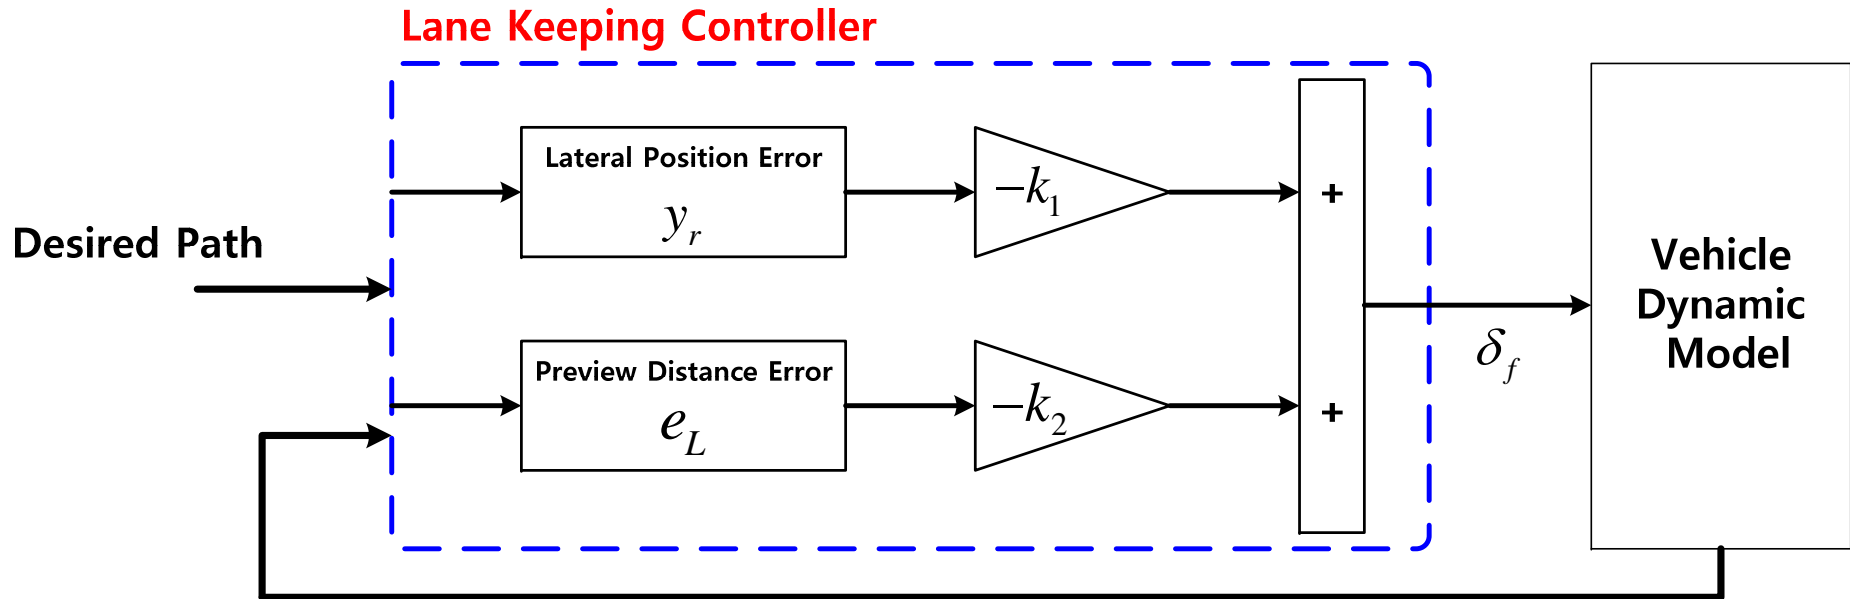 Lane Keeping Controller
Lateral Position Error
y_r
-k_1
+
Desired Path
Preview Distance Error
e_L
-k_2
+
δ_f
Vehicle
Dynamic
Model